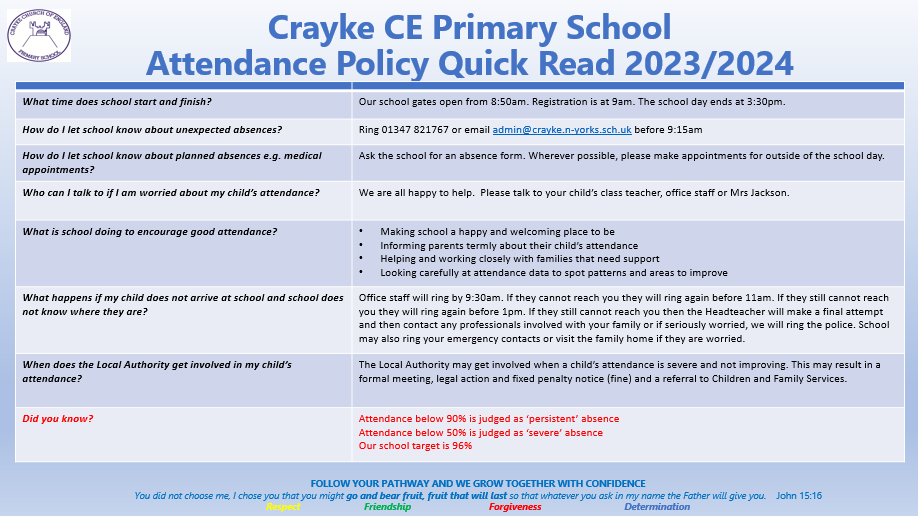 CRAYKE CHURCH OF ENGLAND
PRIMARY SCHOOL
Crayke CE Primary School
Attendance Policy Quick Read 2023/2024
What time does school start and finish?
Our school gates open from 8:50am. Registration is at 9am. The school day ends at 3:30pm.
How do I let school know about unexpected absences?
Ring 01347 821767 or email admin@crayke.n-yorks.sch.uk before 9:15am
How do I let school know about planned absences e.g. medical
appointments?
Ask the school for an absence form. Wherever possible, please make appointments for outside of the school day.
Who can I talk to if I am worried about my child's attendance?
We are all happy to help.  Please talk to your child's class teacher, office staff or Mrs Jackson.
What is school doing to encourage good attendance?
• Making school a happy and welcoming place to be
• Informing parents termly about their child's attendance
• Helping and working closely with families that need support
• Looking carefully at attendance data to spot patterns and areas to improve
What happens if my child does not arrive at school and school does
not know where they are?
Office staff will ring by 9:30am. If they cannot reach you they will ring again before 11am. If they still cannot reach
you they will ring again before 1pm. If they still cannot reach you then the Headteacher will make a final attempt
and then contact any professionals involved with your family or if seriously worried, we will ring the police. School
may also ring your emergency contacts or visit the family home if they are worried.
When does the Local Authority get involved in my child's
attendance?
The Local Authority may get involved when a child's attendance is severe and not improving. This may result in a
formal meeting, legal action and fixed penalty notice (fine) and a referral to Children and Family Services.
Did you know?
Attendance below 90% is judged as 'persistent' absence
Attendance below 50% is judged as 'severe' absence
Our school target is 96%
FOLLOW YOUR PATHWAY AND WE GROW TOGETHER WITH CONFIDENCE
You did not choose me, I chose you that you might go and bear fruit, fruit that will last so that whatever you ask in my name the Father will give you.   John 15:16
Respect Friendship Forgiveness Determination